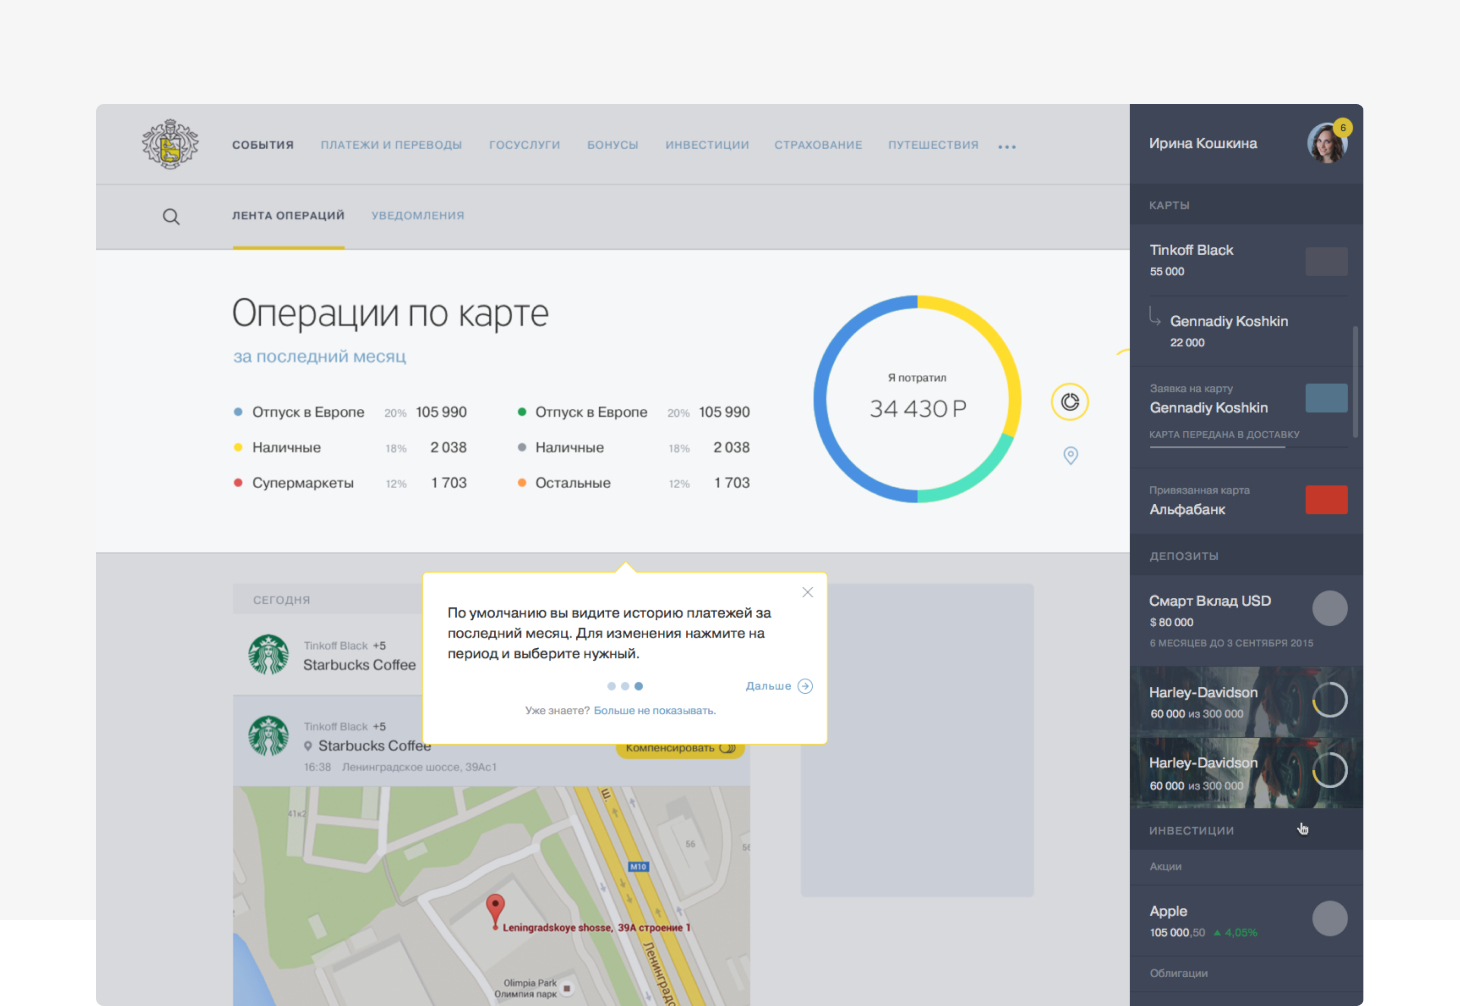 СОБЫТИЯ ПЛАТЕЖИ И ПЕРЕВОДЫ ГОСУСЛУГИ БОНУСЫ ИНВЕСТИЦИИ СТРАХОВАНИЕ ПУТЕШЕСТВИЯ
ЛЕНТА ОПЕРАЦИЙ УВЕДОМЛЕНИЯ
Операции по карте
за последний месяц
Отпуск в Европе 20% 105 990
Наличные 18% 2 038
Супермаркеты 12% 1 703
Отпуск в Европе 20% 105 990
Наличные 18% 2 038
Остальные 12% 1 703
Я потратил
34 430 Р
СЕГОДНЯ
Tinkoff Black +5
Starbucks Coffee
Tinkoff Black +5
Starbucks Coffee
16:38 Ленинградское шоссе, 39Ас1
Компенсировать
По умолчанию вы видите историю платежей за
последний месяц. Для изменения нажмите на
период и выберите нужный.
Дальше
Уже знаете? Больше не показывать.
41к2
ш.
56
56
M10
Leningradskoye shosse, 39А строение 1
Ленинградс
Olimpia Park
Олимпия парк
Ирина Кошкина
6
КАРТЫ
Tinkoff Black
55 000
Gennadiy Koshkin
22 000
Заявка на карту
Gennadiy Koshkin
КАРТА ПЕРЕДАНА В ДОСТАВКУ
Привязанная карта
Альфабанк
ДЕПОЗИТЫ
Смарт Вклад USD
$ 80 000
6 МЕСЯЦЕВ ДО 3 СЕНТЯБРЯ 2015
Harley-Davidson
60 000 из 300 000
Harley-Davidson
60 000 из 300 000
ИНВЕСТИЦИИ
Акции
Apple
105 000,50 ▲ 4,05%
Облигации